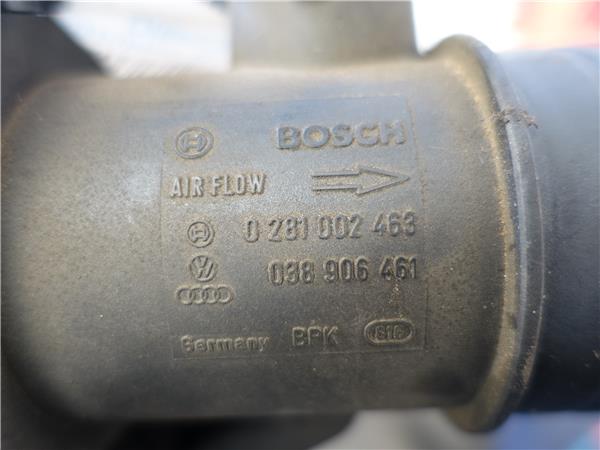 BOSCH
AIR FLOW
0 281 002 463
038 906 461
Germany BPK